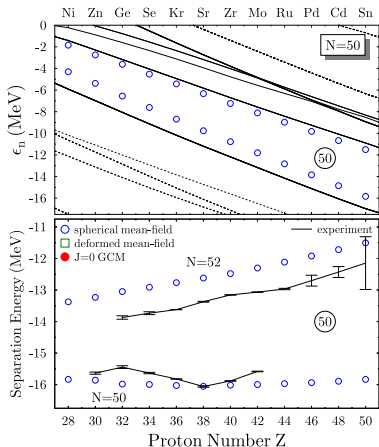 Ni Zn Ge Se Kr Sr Zr Mo Ru Pd Cd Sn
0
-2
-4
-6
-8
-10
-12
-14
-16
ϵn (MeV)
N=50
50
-11
-12
-13
-14
-15
-16
Separation Energy (MeV)
spherical mean-field
deformed mean-field
J=0 GCM
experiment
N=52
50
N=50
28 30 32 34 36 38 40 42 44 46 48 50
Proton Number Z